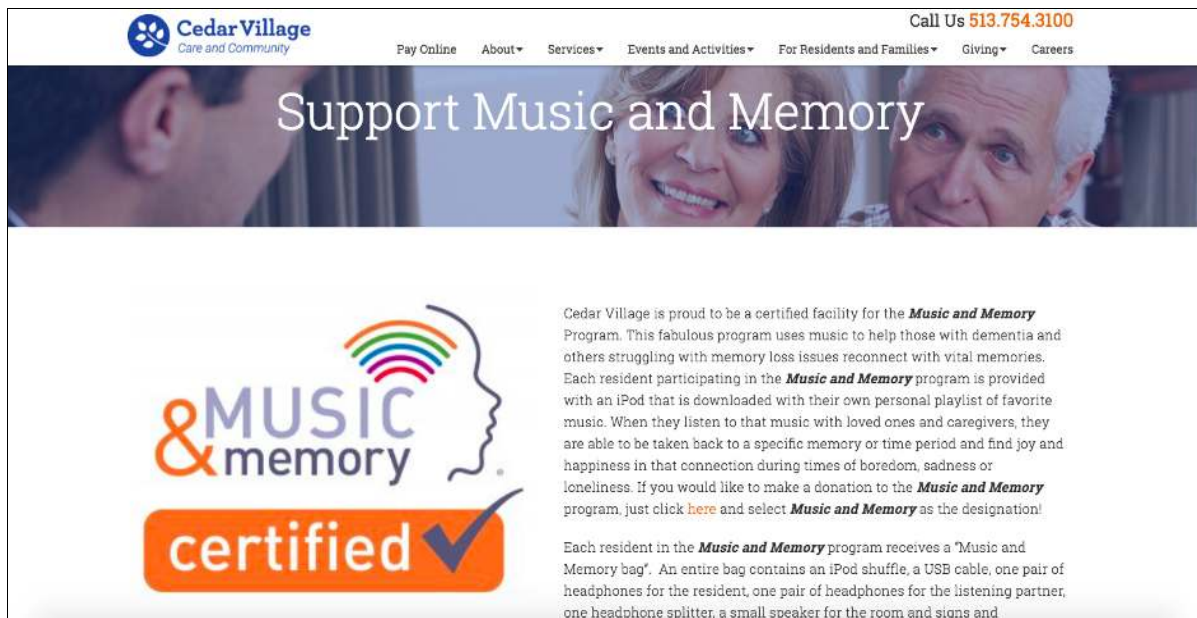 Cedar Village
Care and Community
Call Us 513.754.3100
Pay Online About Services Events and Activities For Residents and Families Giving Careers
Support Music and Memory
&MUSIC
memory
®
certified
Cedar Village is proud to be a certified facility for the Music and Memory
Program. This fabulous program uses music to help those with dementia and
others struggling with memory loss issues reconnect with vital memories.
Each resident participating in the Music and Memory program is provided
with an iPod that is downloaded with their own personal playlist of favorite
music. When they listen to that music with loved ones and caregivers, they
are able to be taken back to a specific memory or time period and find joy and
happiness in that connection during times of boredom, sadness or
loneliness. If you would like to make a donation to the Music and Memory
program, just click here and select Music and Memory as the designation!
Each resident in the Music and Memory program receives a "Music and
Memory bag". An entire bag contains an iPod shuffle, a USB cable, one pair of
headphones for the resident, one pair of headphones for the listening partner,
one headphone splitter, a small speaker for the room and signs and